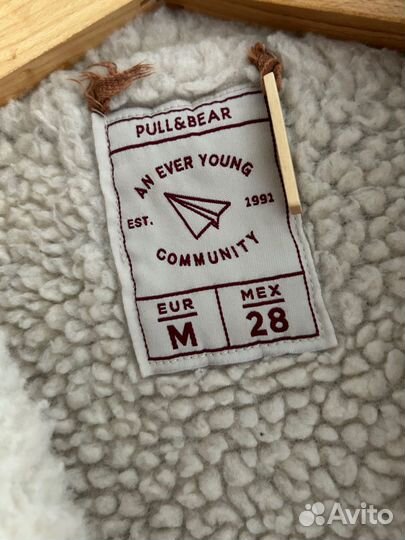 PULL&BEAR
AN EVER YOUNG
EST. 1991
COMMUNITY
EUR MEX
M 28
Avito